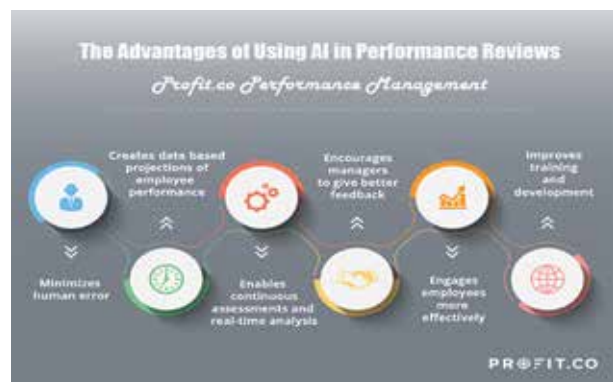 The Advantages of Using AI in Performance Reviews
Profit.co Performance Management
Creates data based
projections of
employee
performance
Encourages
managers
to give better
feedback
Improves
training
and
development
Minimizes
human error
Enables
continuous
assessments and
real-time analysis
Engages
employees
more
effectively
PROFIT.CO